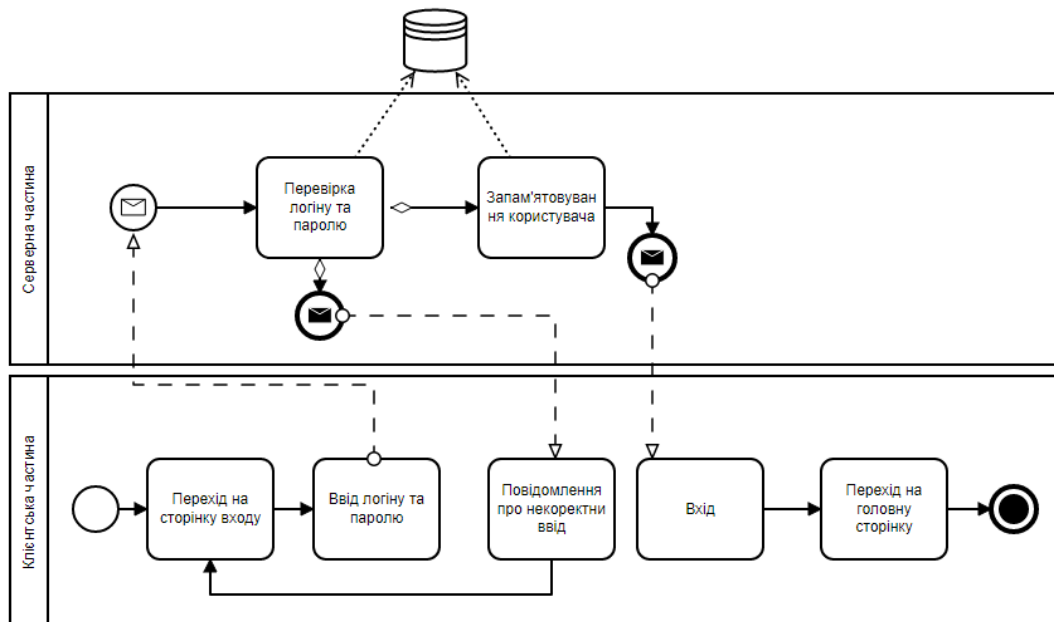 Серверна частина
Перевірка
логіну та
паролю
Запам'ятовуван
ня користувача
Клієнтська частина
Перехід на
сторінку входу
Ввід логіну та
паролю
Повідомлення
про некоректни
ввід
Вхід
Перехід на
головну
сторінку